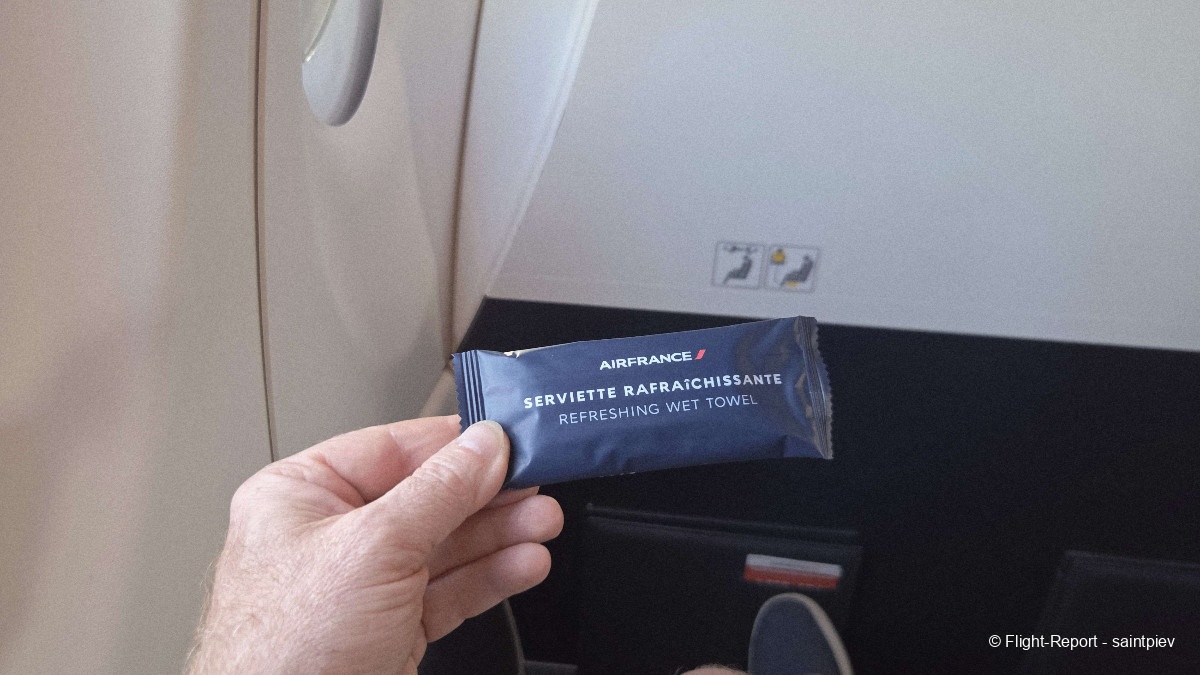 AIRFRANCE
SERVIETTE RAFRAîCHISSANTE
REFRESHING WET TOWEL
© Flight-Report - saintpiev